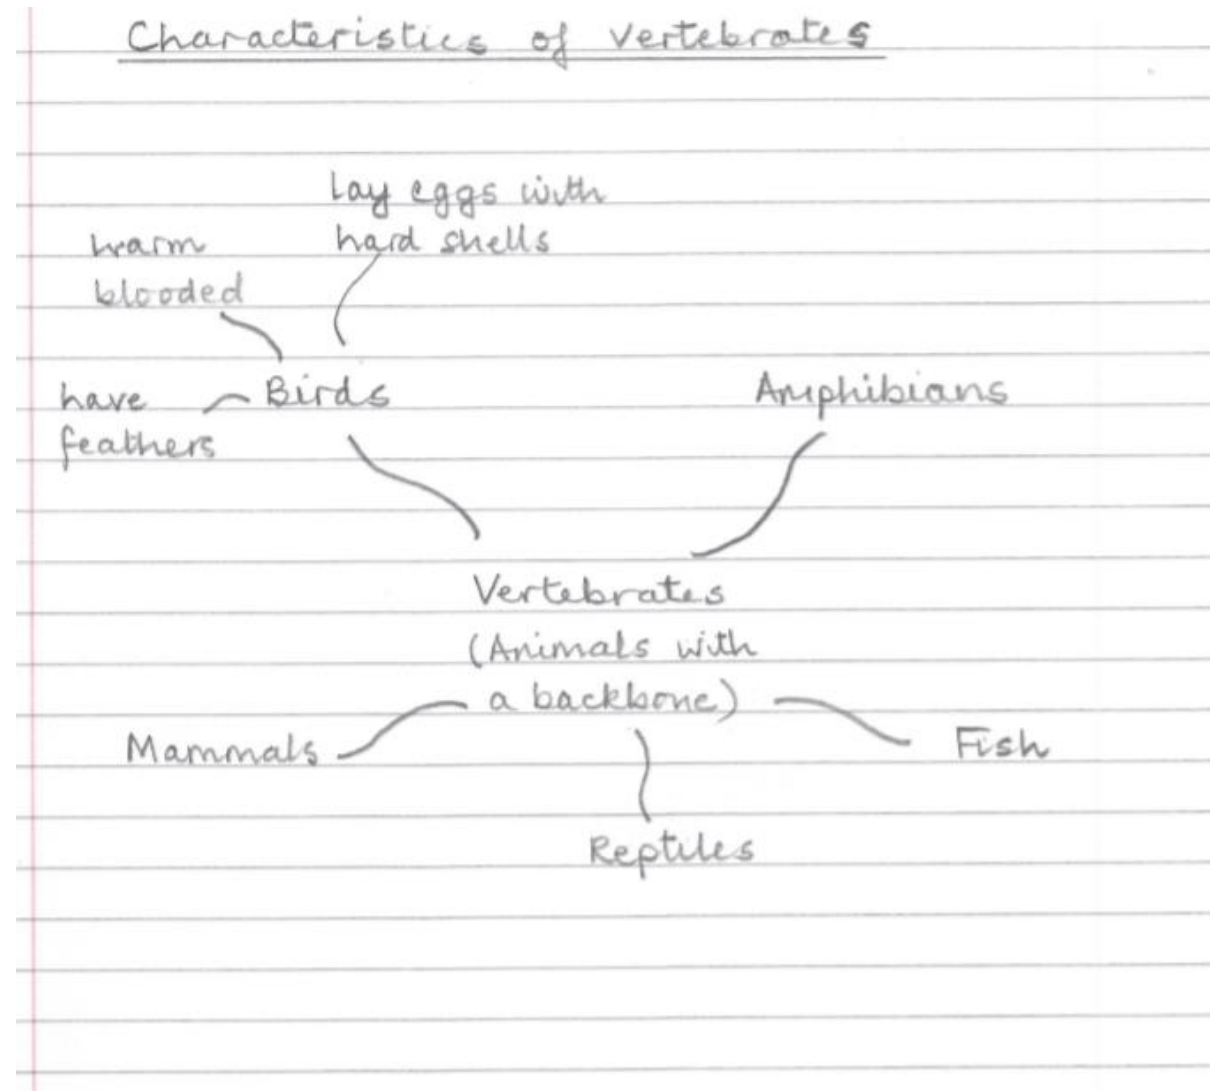 Characteristics of Vertebrates
lay eggs with
hard shells
warm
blooded
have
feathers
Birds
Amphibians
Vertebrates
(Animals with
a backbone)
Mammals
Fish
Reptiles